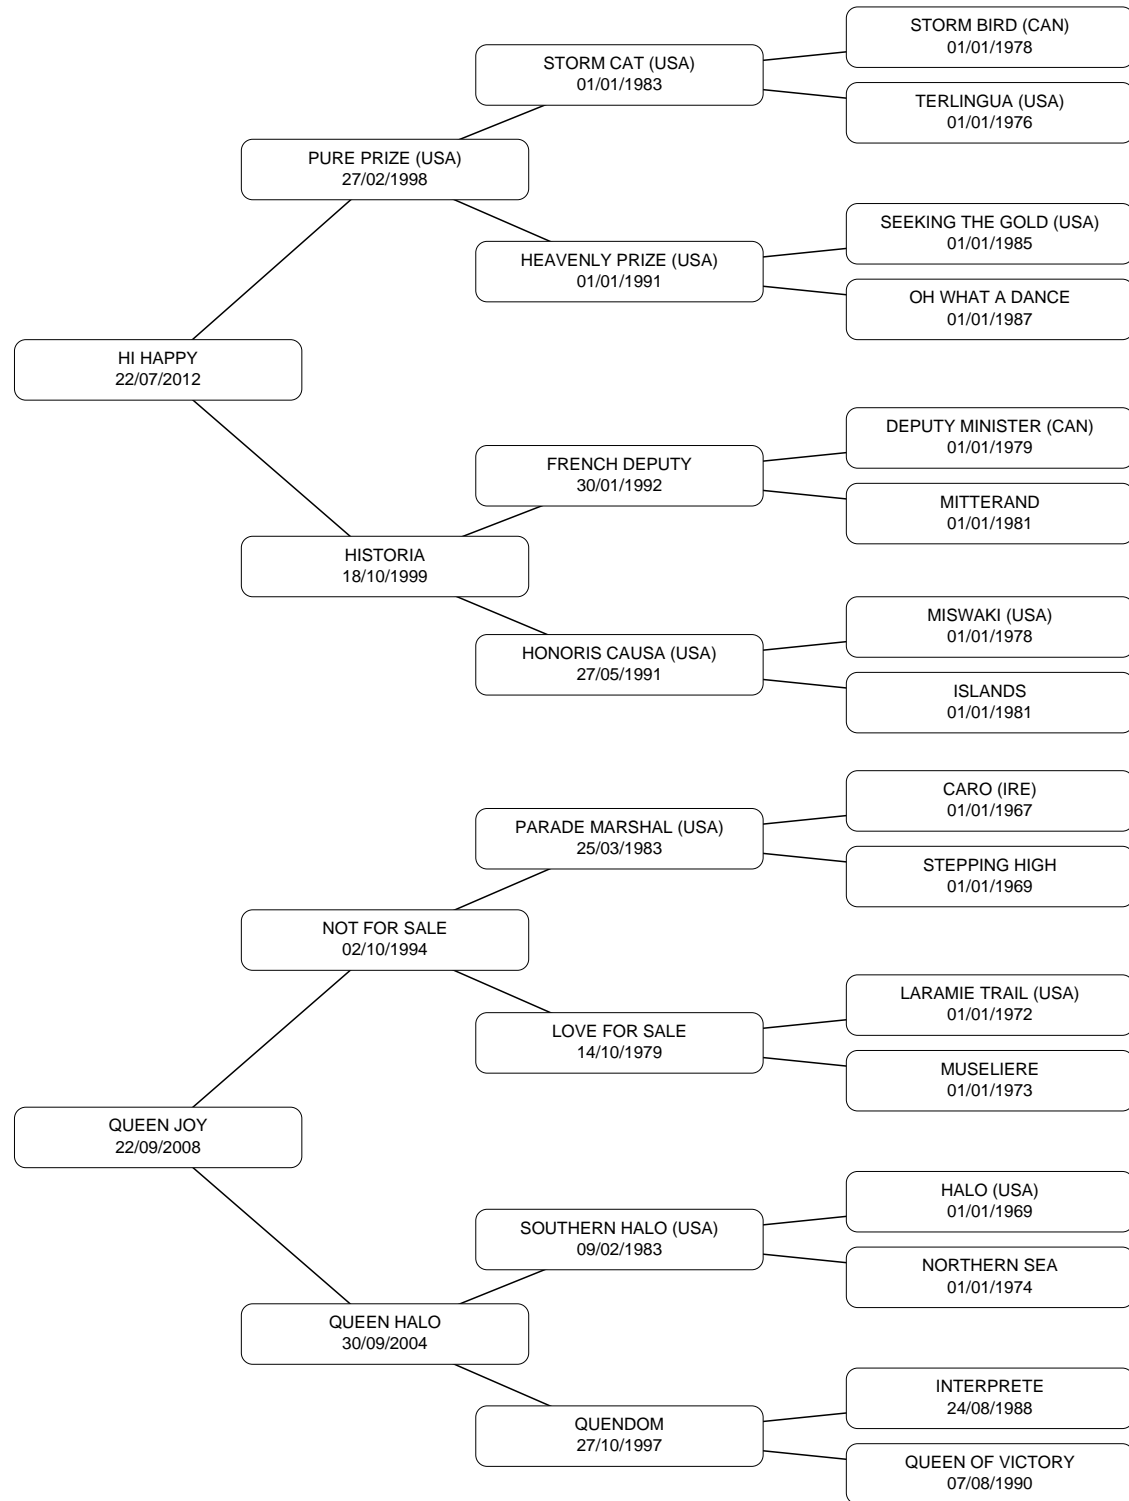 STORM BIRD (CAN)
01/01/1978
STORM CAT (USA)
01/01/1983
TERLINGUA (USA)
01/01/1976
PURE PRIZE (USA)
27/02/1998
SEEKING THE GOLD (USA)
01/01/1985
HEAVENLY PRIZE (USA)
01/01/1991
OH WHAT A DANCE
01/01/1987
HI HAPPY
22/07/2012
DEPUTY MINISTER (CAN)
01/01/1979
FRENCH DEPUTY
30/01/1992
MITTERAND
01/01/1981
HISTORIA
18/10/1999
MISWAKI (USA)
01/01/1978
HONORIS CAUSA (USA)
27/05/1991
ISLANDS
01/01/1981
CARO (IRE)
01/01/1967
PARADE MARSHAL (USA)
25/03/1983
STEPPING HIGH
01/01/1969
NOT FOR SALE
02/10/1994
LARAMIE TRAIL (USA)
01/01/1972
LOVE FOR SALE
14/10/1979
MUSELIERE
01/01/1973
QUEEN JOY
22/09/2008
HALO (USA)
01/01/1969
SOUTHERN HALO (USA)
09/02/1983
NORTHERN SEA
01/01/1974
QUEEN HALO
30/09/2004
INTERPRETE
24/08/1988
QUENDOM
27/10/1997
QUEEN OF VICTORY
07/08/1990